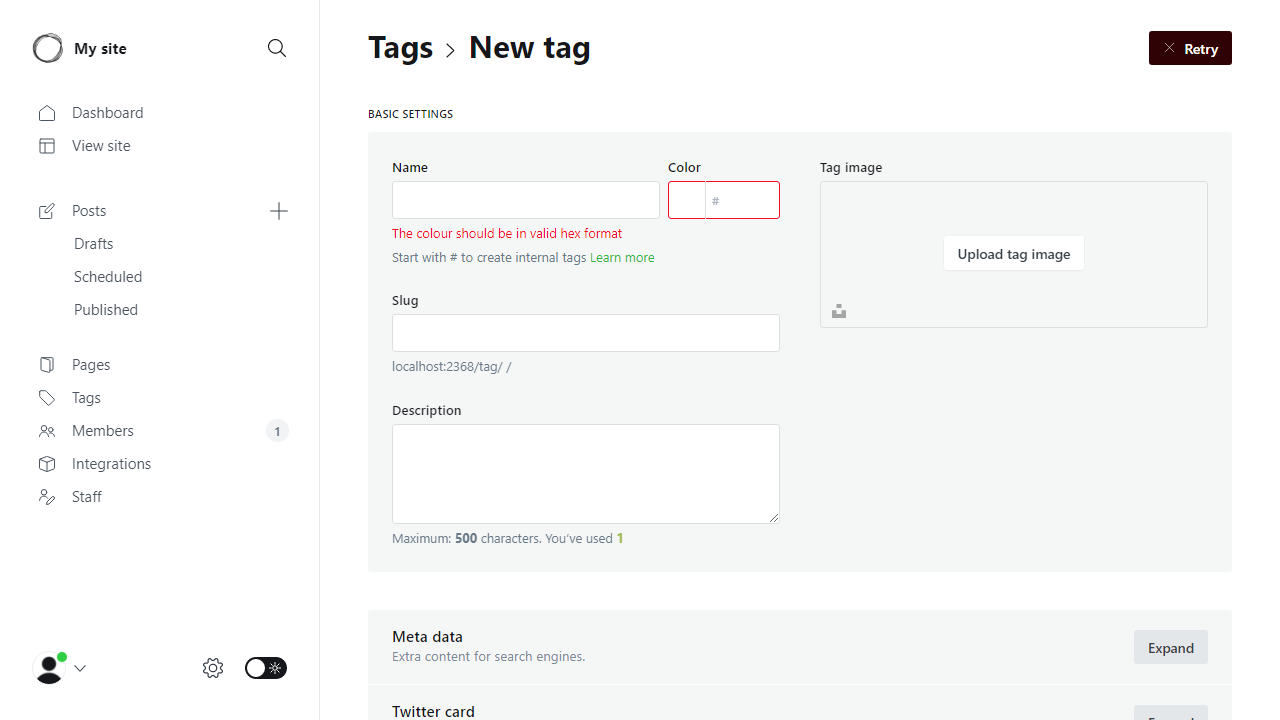 My site
Dashboard
View site
Posts
Drafts
Scheduled
Published
Pages
Tags
Members 1
Integrations
Staff
Tags New tag
Retry
BASIC SETTINGS
Name
Color
#
The colour should be in valid hex format
Start with # to create internal tags Learn more
Slug
localhost:2368/tag/ /
Description
Maximum: 500 characters. You’ve used 1
Tag image
Upload tag image
Meta data
Extra content for search engines.
Expand
Twitter card
Expand